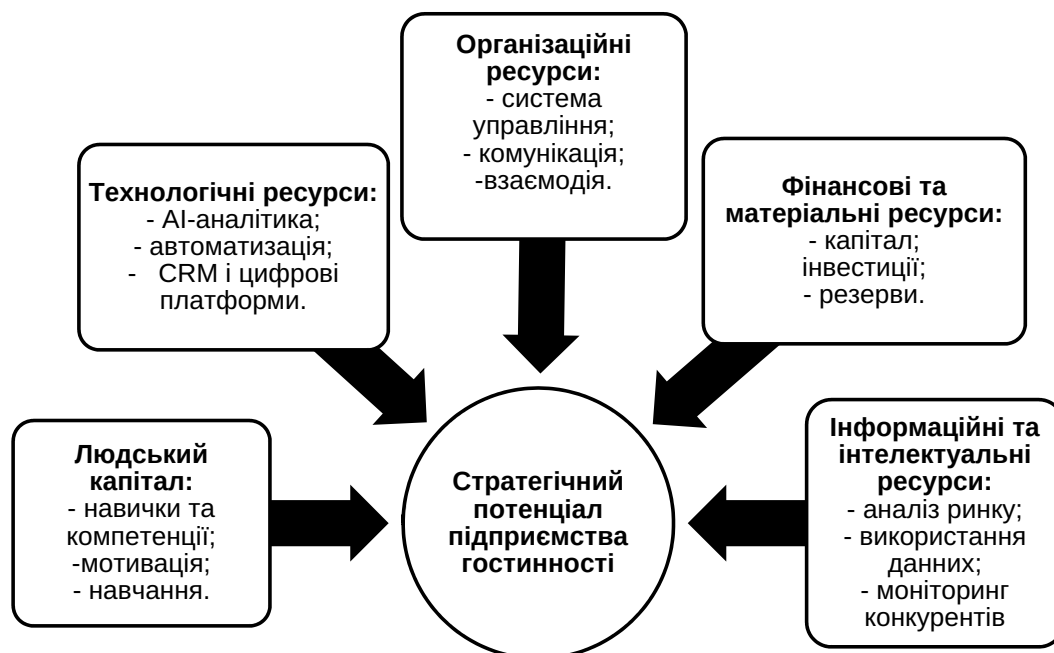 Організаційні
ресурси:
- система
управління;
- комунікація;
-взаємодія.
Технологічні ресурси:
- AI-аналітика;
- автоматизація;
- CRM і цифрові
платформи.
Фінансові та
матеріальні ресурси:
- капітал;
інвестиції;
- резерви.
Людський
капітал:
- навички та
компетенції;
-мотивація;
- навчання.
Стратегічний
потенціал
підприємства
гостинності
Інформаційні та
інтелектуальні
ресурси:
- аналіз ринку;
- використання
данних;
- моніторинг
конкурентів